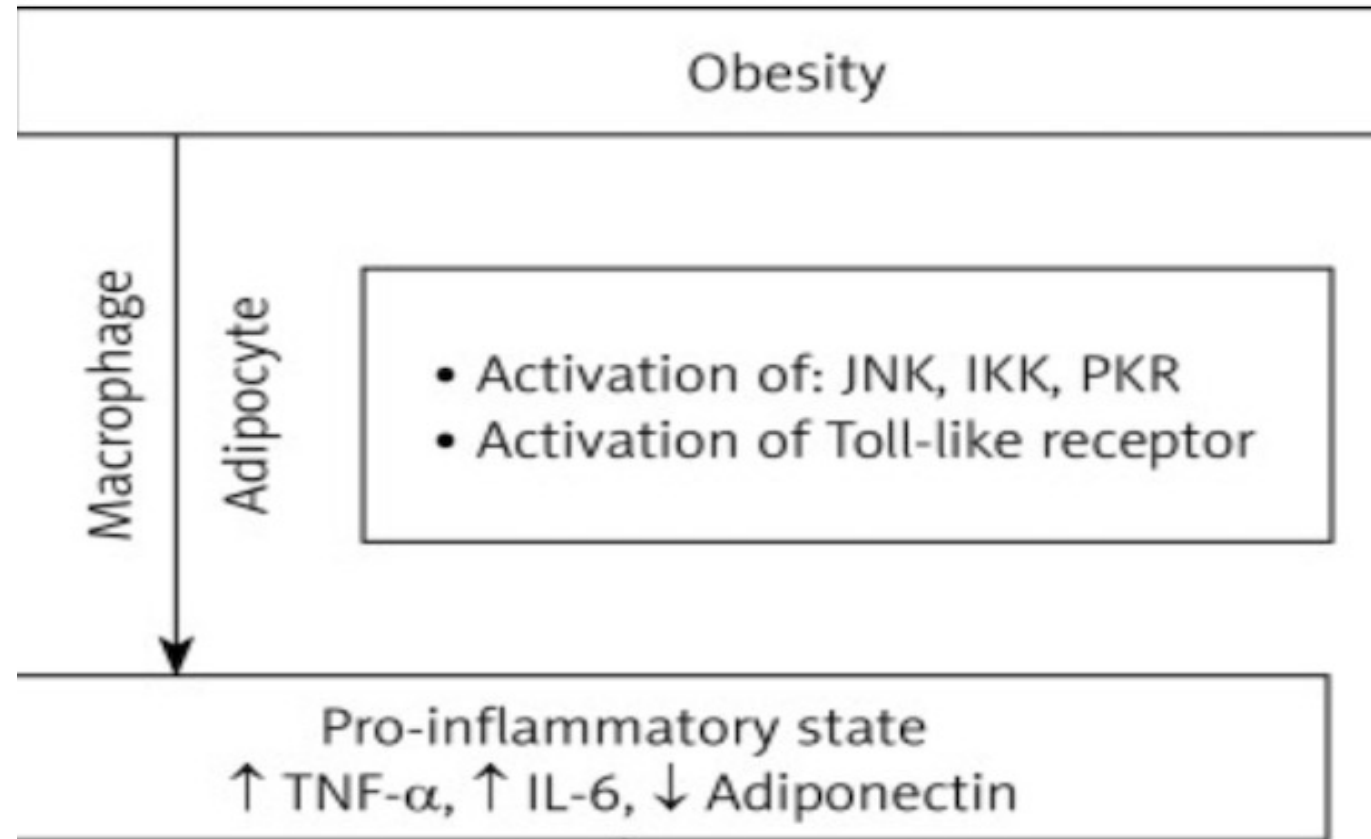 Obesity
Macrophage
Adipocyte
• Activation of: JNK, IKK, PKR
• Activation of Toll-like receptor
Pro-inflammatory state
↑ TNF-α, ↑ IL-6, ↓ Adiponectin